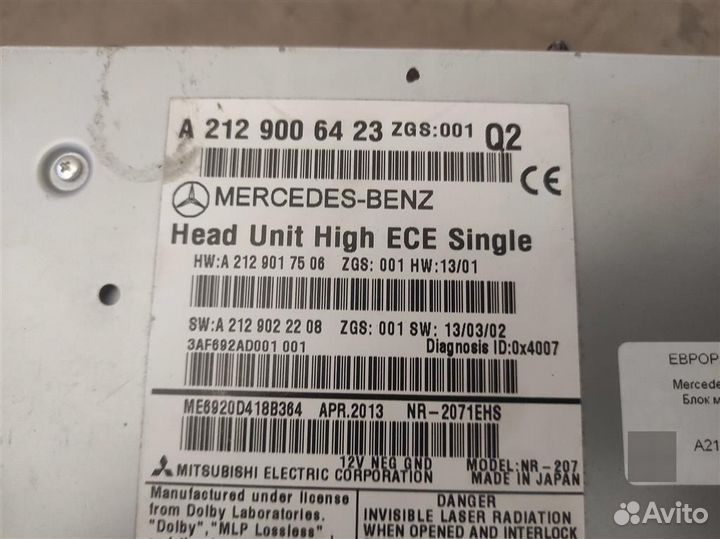 A 212 900 64 23 ZGS:001 Q2
CE
MERCEDES-BENZ
Head Unit High ECE Single
HW:A 212 901 75 06 ZGS: 001 HW:13/01
SW:A 212 902 22 08 ZGS: 001 SW: 13/03/02
3AF692AD001 001 Diagnosis ID:0x4007
ME6920D418B364 APR.2013 NR-2071EHS
12V NEG GND MODEL:NR-207
MITSUBISHI ELECTRIC CORPORATION MADE IN JAPAN
Manufactured under license
from Dolby Laboratories.
"Dolby","MLP Lossless",
DANGER
INVISIBLE LASER RADIATION
WHEN OPENED AND INTERLOCK
ЕВРОР
Mercede
Блок м
A21
Avito